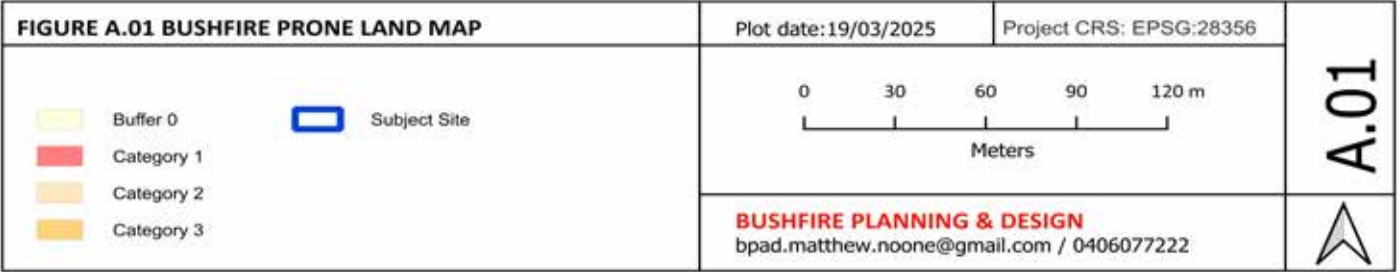 FIGURE A.01 BUSHFIRE PRONE LAND MAP
Plot date:19/03/2025
Project CRS: EPSG:28356
Buffer 0
Subject Site
Category 1
Category 2
Category 3
0 30 60 90 120 m
Meters
BUSHFIRE PLANNING & DESIGN
bpad.matthew.noone@gmail.com / 0406077222
A.01